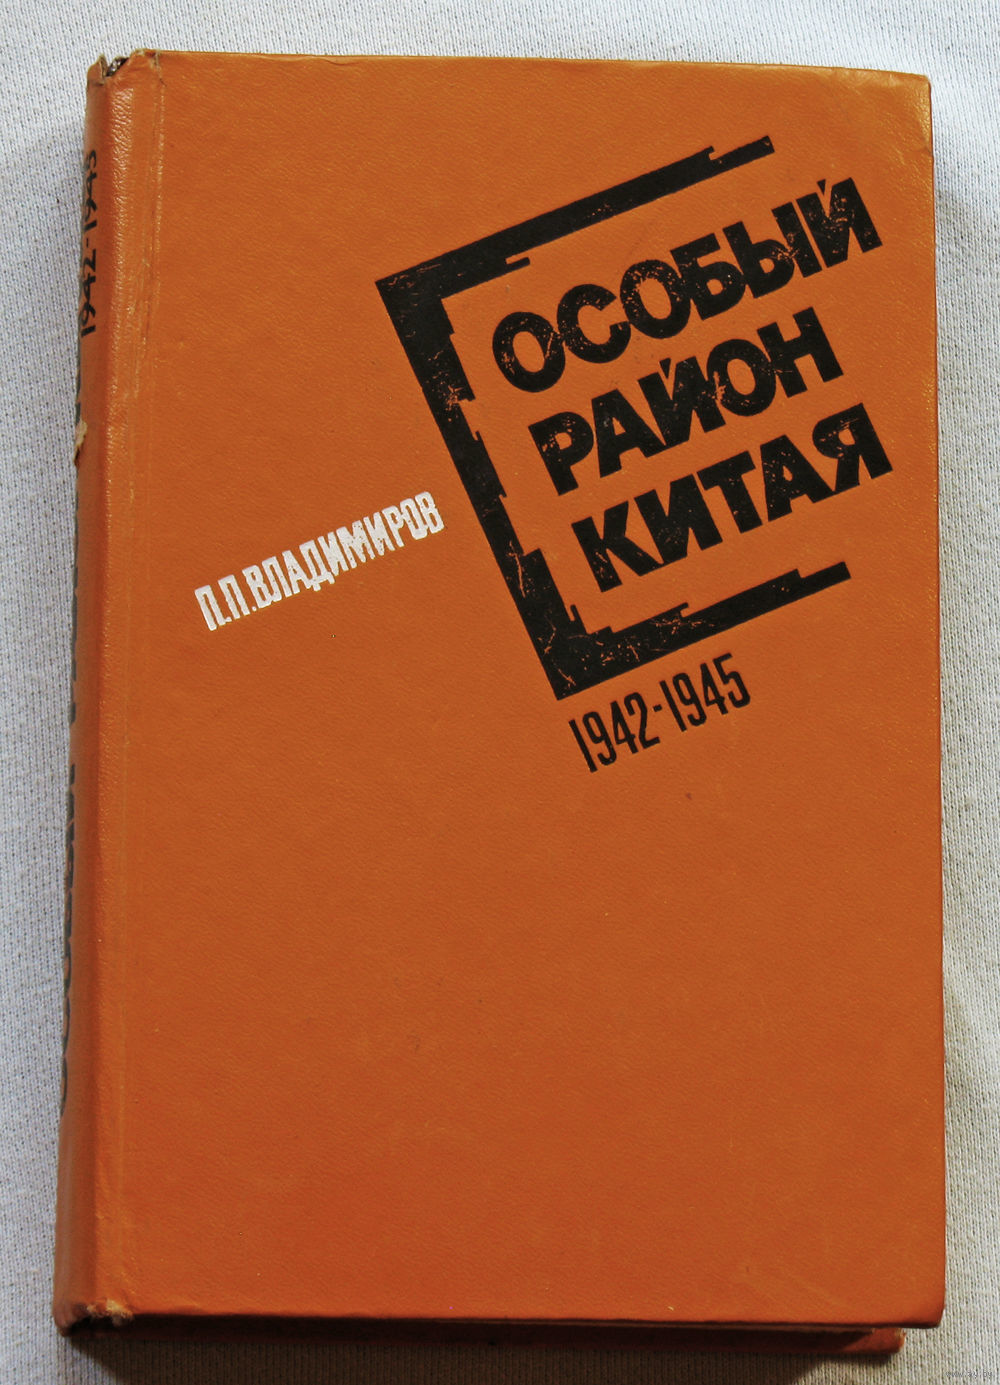 ОСОБЫЙ
РАЙОН
КИТАЯ
П.П.ВЛАДИМИРОВ
1942-1945
1942-1945